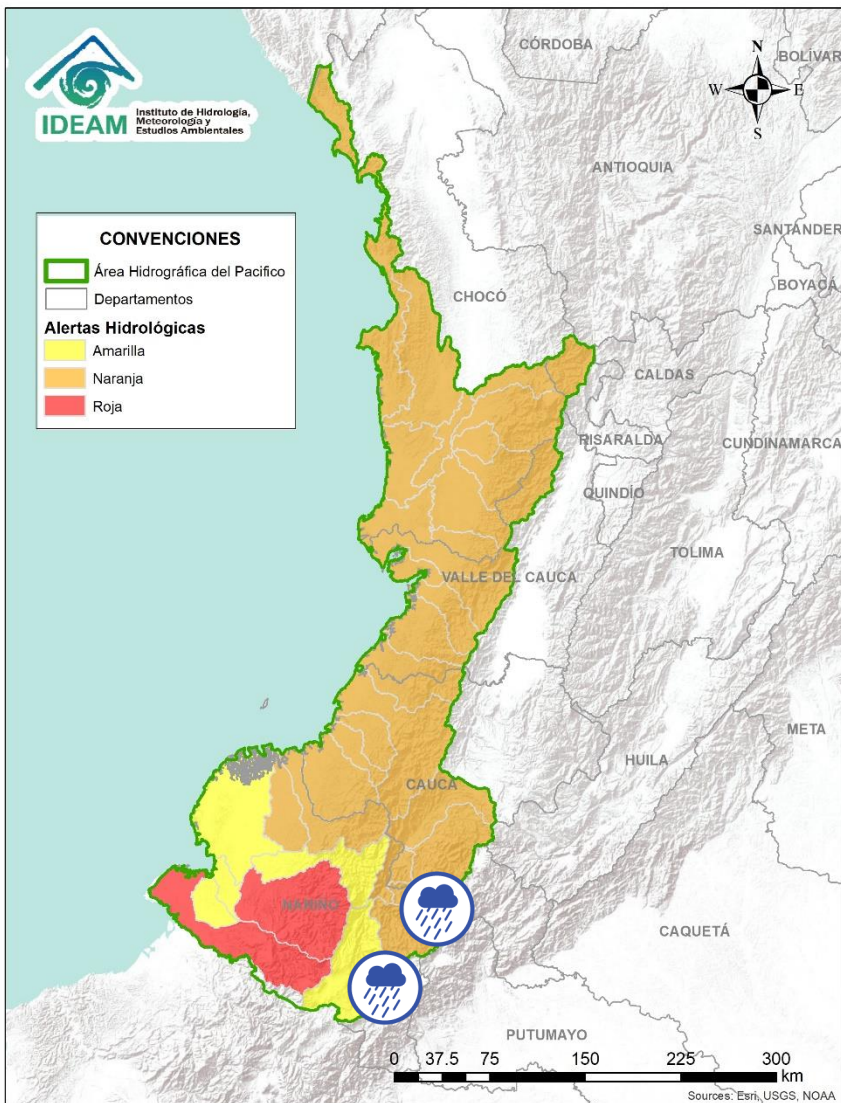 IDEAM
Instituto de Hidrología,
Meteorología y
Estudios Ambientales
N
W
E
S
CÓRDOBA
BOLÍVAR
ANTIOQUIA
SANTANDER
BOYACÁ
CHOCÓ
CALDAS
RISARALDA
CUNDINAMARCA
QUINDÍO
TOLIMA
VALLE DEL CAUCA
META
HUILA
CAUCA
NARIÑO
CAQUETÁ
PUTUMAYO
CONVENCIONES
Área Hidrográfica del Pacifico
Departamentos
Alertas Hidrológicas
Amarilla
Naranja
Roja
0 37.5 75 150 225 300
km
Sources: Esri, USGS, NOAA